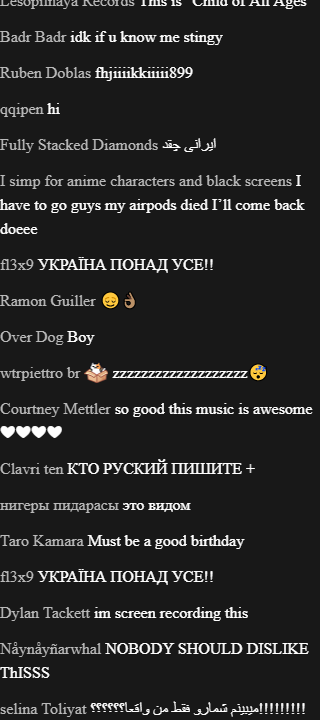 Lesoplinaya Records This is "Child of All Ages"
Badr Badr idk if u know me stingy
Ruben Doblas fhjiiiikkiiiii899
qqipen hi
Fully Stacked Diamonds ایرانی چقد
I simp for anime characters and black screens I
have to go guys my airpods died I'll come back
doeee
fl3x9 УКРАЇНА ПОНАД УСЕ!!
Ramon Guiller 😔👌🏽
Over Dog Boy
wtrpiettro br zzzzzzzzzzzzzzzzzzzz😴
Courtney Mettler so good this music is awesome
🤍🤍🤍🤍
Clavri ten КТО РУСКИЙ ПИШИТЕ +
нигеры пидарасы это видом
Taro Kamara Must be a good birthday
fl3x9 УКРАЇНА ПОНАД УСЕ!!
Dylan Tackett im screen recording this
Nåynåyñarwhal NOBODY SHOULD DISLIKE
ThISSS
selina Toliyat میبینم شمارو فقط من واقعا؟؟؟؟؟؟!!!!!!!!!